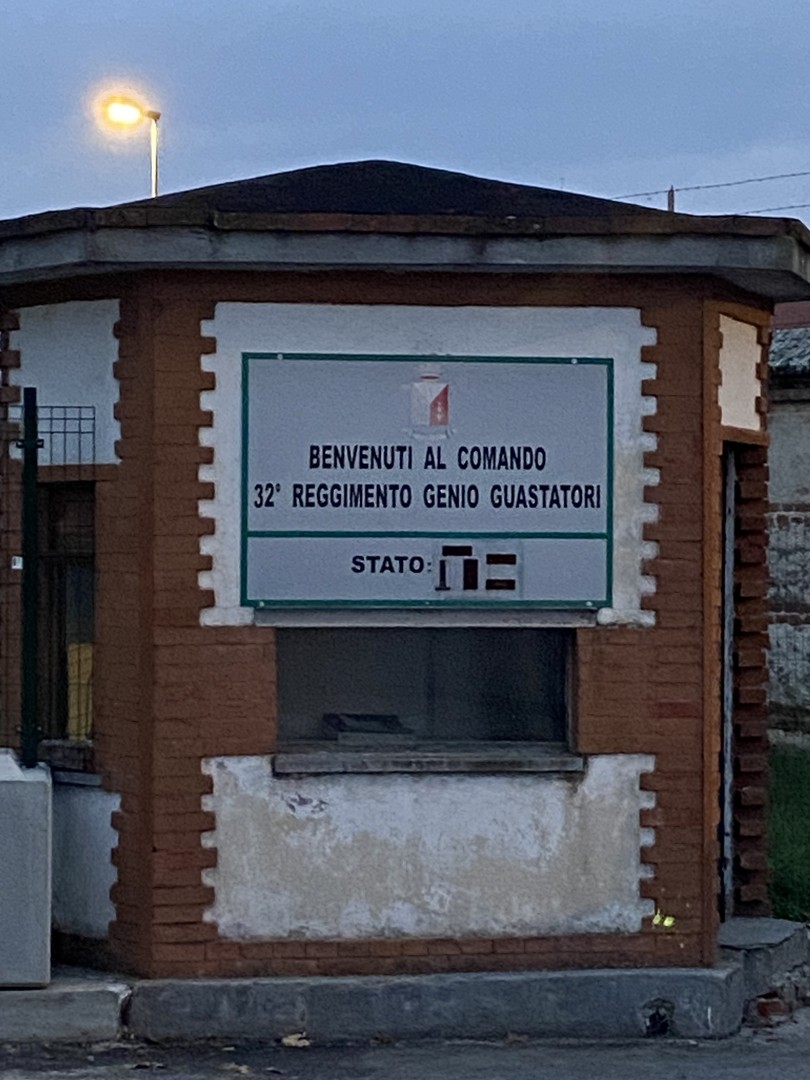 BENVENUTI AL COMANDO
32° REGGIMENTO GENIO GUASTATORI
STATO: